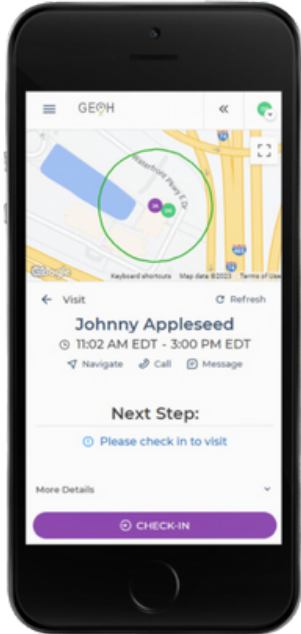 GEOH
«
Waterfront Pkwy E Dr
Google
Keyboard shortcuts Map data ©2023 Terms of Use
← Visit
Refresh
Johnny Appleseed
11:02 AM EDT - 3:00 PM EDT
Navigate Call Message
Next Step:
Please check in to visit
More Details
CHECK-IN